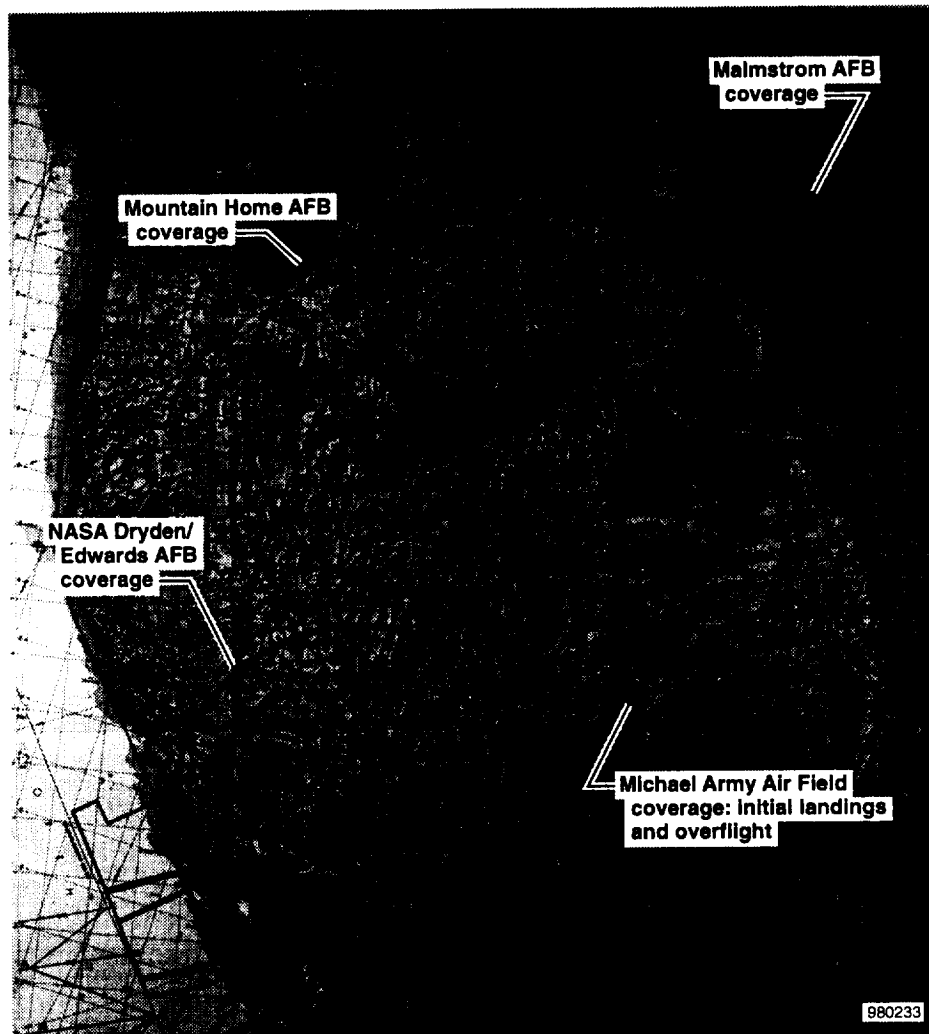 Malmstrom AFB
coverage
Mountain Home AFB
coverage
NASA Dryden/
Edwards AFB
coverage
Michael Army Air Field
coverage: initial landings
and overflight
980233